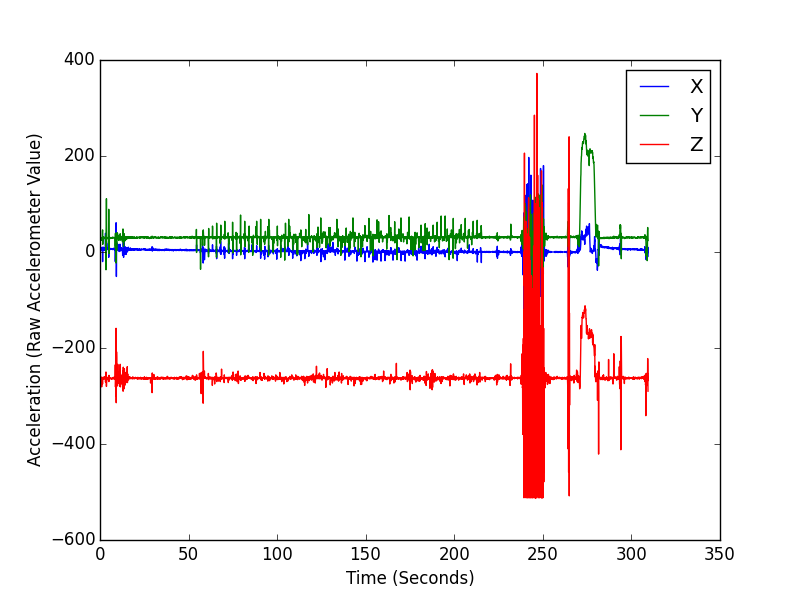 400
200
0
−200
−400
−600
0 50 100 150 200 250 300 350
Time (Seconds)
Acceleration (Raw Accelerometer Value)
X
Y
Z